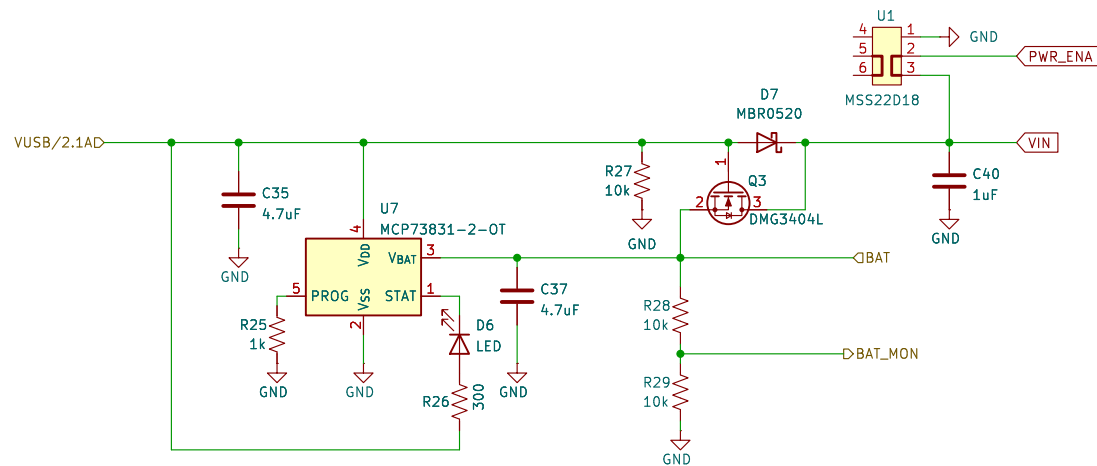 U1
4
1
GND
5
2
PWR_ENA
6
3
MSS22D18
D7
MBR0520
VUSB/2.1A
VIN
1
R27
10k
Q3
2
3
DMG3404L
C40
1uF
C35
4.7uF
U7
MCP73831-2-OT
GND
GND
4
VDD
VBAT
3
GND
BAT
5
PROG
STAT
1
VSS
2
C37
4.7uF
R25
1k
D6
LED
R28
10k
BAT_MON
GND
GND
GND
R26
300
R29
10k
GND